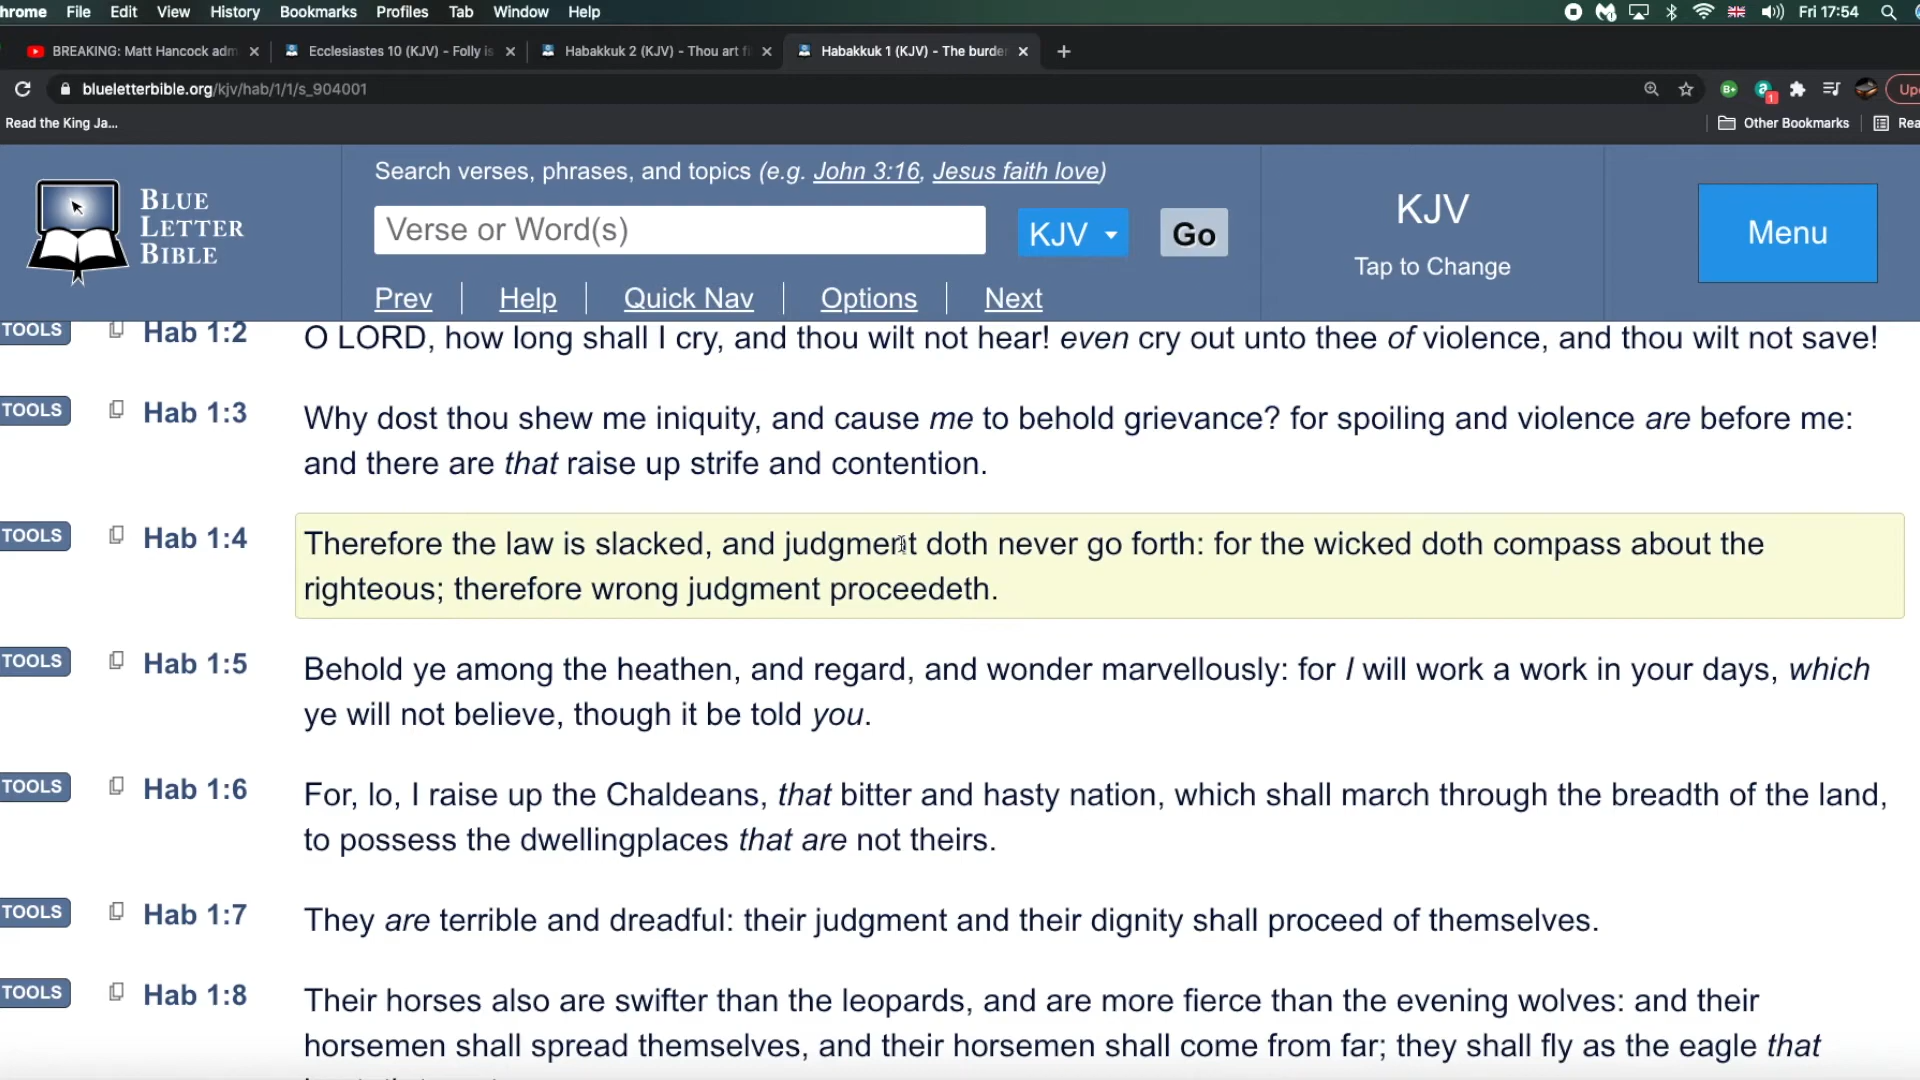 hrome File Edit View History Bookmarks Profiles Tab Window Help Fri 17:54
BREAKING: Matt Hancock adm Ecclesiastes 10 (KJV) - Folly is Habakkuk 2 (KJV) - Thou art fi Habakkuk 1 (KJV) - The burde
blueletterbible.org/kjv/hab/1/1/s_904001 B+ a 1 Up
Read the King Ja... Other Bookmarks Rea
Search verses, phrases, and topics (e.g. John 3:16, Jesus faith love)
BLUE
LETTER
BIBLE
Verse or Word(s) KJV Go
KJV
Tap to Change
Menu
Prev Help Quick Nav Options Next
TOOLS Hab 1:2 O LORD, how long shall I cry, and thou wilt not hear! even cry out unto thee of violence, and thou wilt not save!
TOOLS Hab 1:3 Why dost thou shew me iniquity, and cause me to behold grievance? for spoiling and violence are before me:
and there are that raise up strife and contention.
TOOLS Hab 1:4 Therefore the law is slacked, and judgment doth never go forth: for the wicked doth compass about the
righteous; therefore wrong judgment proceedeth.
TOOLS Hab 1:5 Behold ye among the heathen, and regard, and wonder marvellously: for I will work a work in your days, which
ye will not believe, though it be told you.
TOOLS Hab 1:6 For, lo, I raise up the Chaldeans, that bitter and hasty nation, which shall march through the breadth of the land,
to possess the dwellingplaces that are not theirs.
TOOLS Hab 1:7 They are terrible and dreadful: their judgment and their dignity shall proceed of themselves.
TOOLS Hab 1:8 Their horses also are swifter than the leopards, and are more fierce than the evening wolves: and their
horsemen shall spread themselves, and their horsemen shall come from far; they shall fly as the eagle that